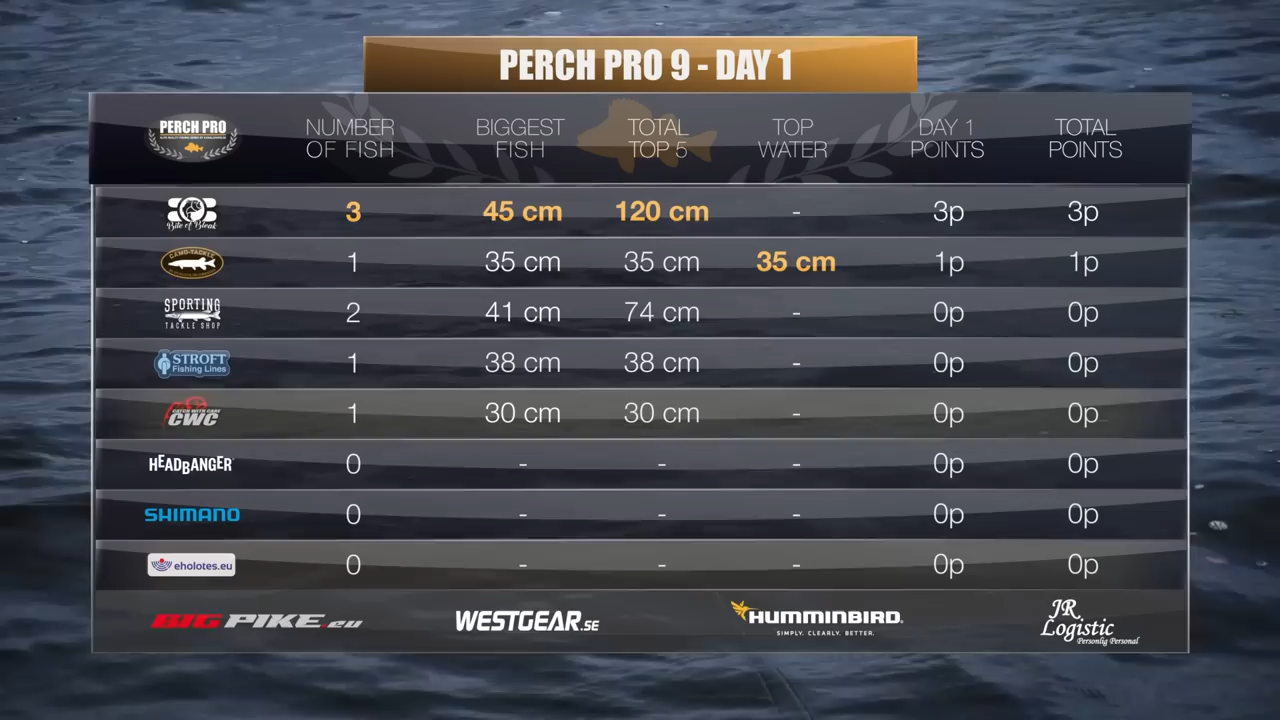 PERCH PRO 9 - DAY 1
PERCH PRO
NUMBER OF FISH BIGGEST FISH TOTAL TOP 5 TOP WATER DAY 1 POINTS TOTAL POINTS
Bite of Bleak 3 45 cm 120 cm - 3p 3p
CAMO-TACKLE 1 35 cm 35 cm 35 cm 1p 1p
SPORTING TACKLE SHOP 2 41 cm 74 cm - 0p 0p
STROFT Fishing Lines 1 38 cm 38 cm - 0p 0p
CATCH WITH CARE CWC 1 30 cm 30 cm - 0p 0p
HEADBANGER 0 - - - 0p 0p
SHIMANO 0 - - - 0p 0p
eholotes.eu 0 - - - 0p 0p
BIG PIKE.eu WESTGEAR.SE HUMMINBIRD. SIMPLY. CLEARLY. BETTER. JR Logistic Personlig Personal